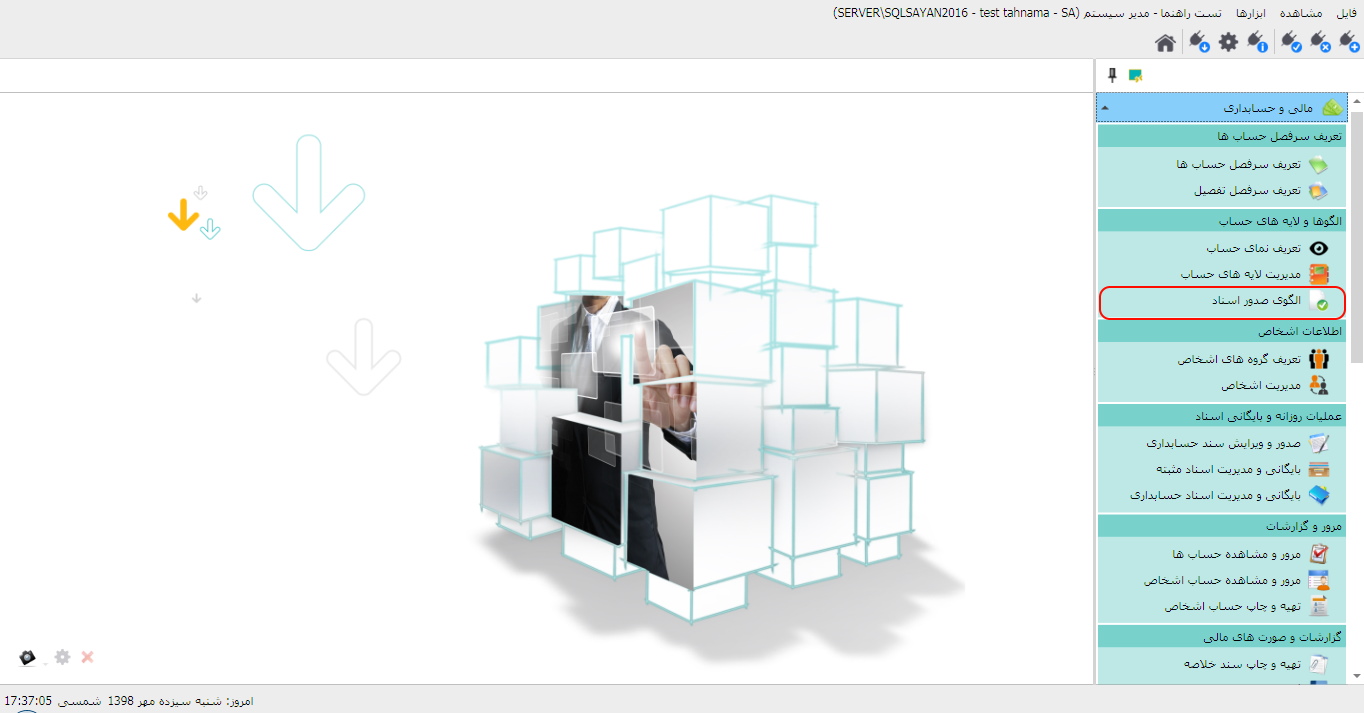 فایل   مشاهده   ابزارها   تست راهنما - مدیر سیستم (SERVER\SQLSAYAN2016 - test tahnama - SA)
مالی و حسابداری
تعریف سرفصل حساب ها
تعریف سرفصل حساب ها
تعریف سرفصل تفصیل
الگوها و لایه های حساب
تعریف نمای حساب
مدیریت لایه های حساب
الگوی صدور اسناد
اطلاعات اشخاص
تعریف گروه های اشخاص
مدیریت اشخاص
عملیات روزانه و بایگانی اسناد
صدور و ویرایش سند حسابداری
بایگانی و مدیریت اسناد مثبته
بایگانی و مدیریت اسناد حسابداری
مرور و گزارشات
مرور و مشاهده حساب ها
مرور و مشاهده حساب اشخاص
تهیه و چاپ حساب اشخاص
گزارشات و صورت های مالی
تهیه و چاپ سند خلاصه
امروز: شنبه سیزده مهر 1398 شمسی 17:37:05